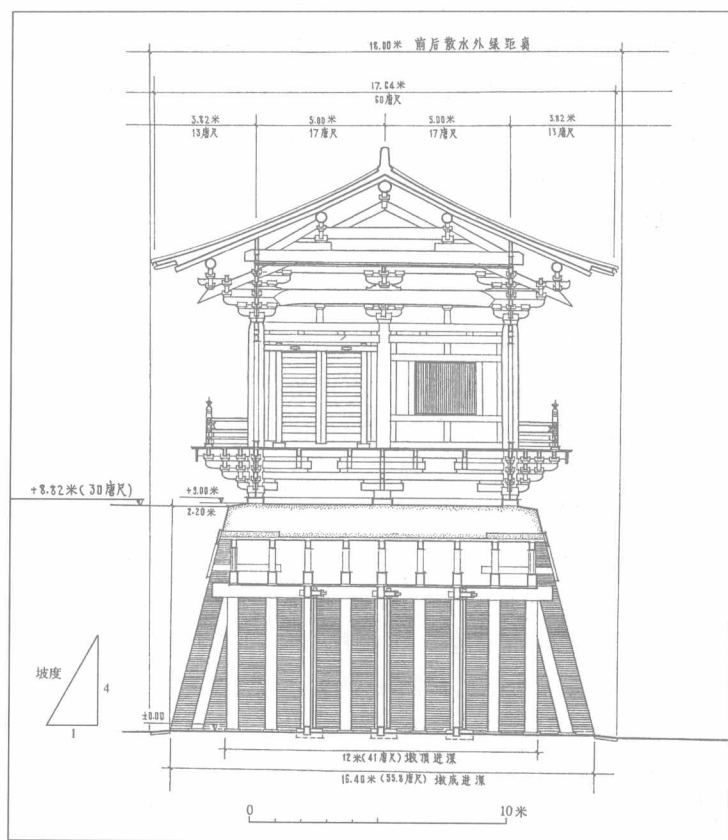 18.00米 前后散水外缘距离
17.64米
60唐尺
3.82米 5.00米 5.00米 3.82米
13唐尺 17唐尺 17唐尺 13唐尺
+8.82米(30唐尺)
+9.00米
2.20米
坡度
4
1
±0.00
12米(41唐尺)墩顶进深
16.40米(55.8唐尺)墩底进深
0 10米